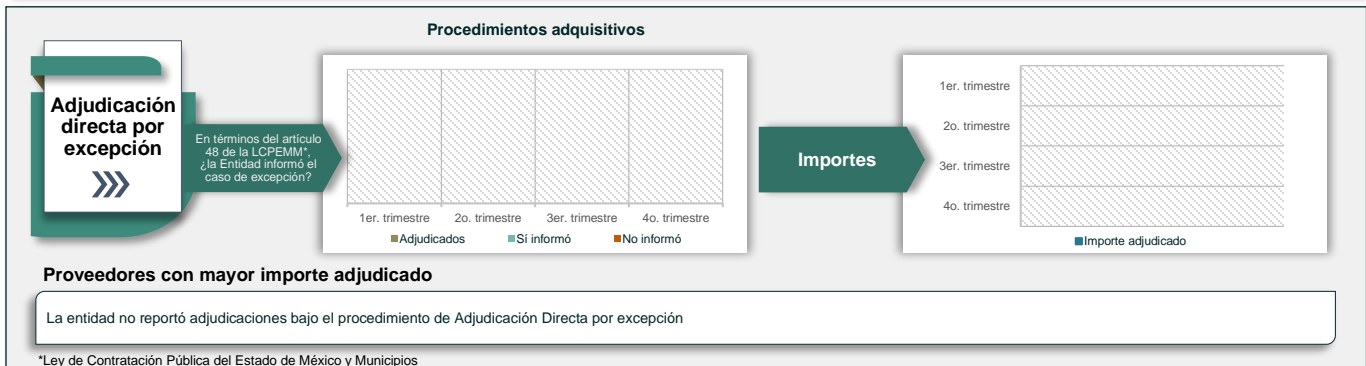 Procedimientos adquisitivos
Adjudicación
directa por
excepción
En términos del artículo
48 de la LCPEMM*,
¿la Entidad informó el
caso de excepción?
1er. trimestre
2o. trimestre
3er. trimestre
4o. trimestre
Adjudicados
Sí informó
No informó
Importes
1er. trimestre
2o. trimestre
3er. trimestre
4o. trimestre
Importe adjudicado
Proveedores con mayor importe adjudicado
La entidad no reportó adjudicaciones bajo el procedimiento de Adjudicación Directa por excepción
*Ley de Contratación Pública del Estado de México y Municipios